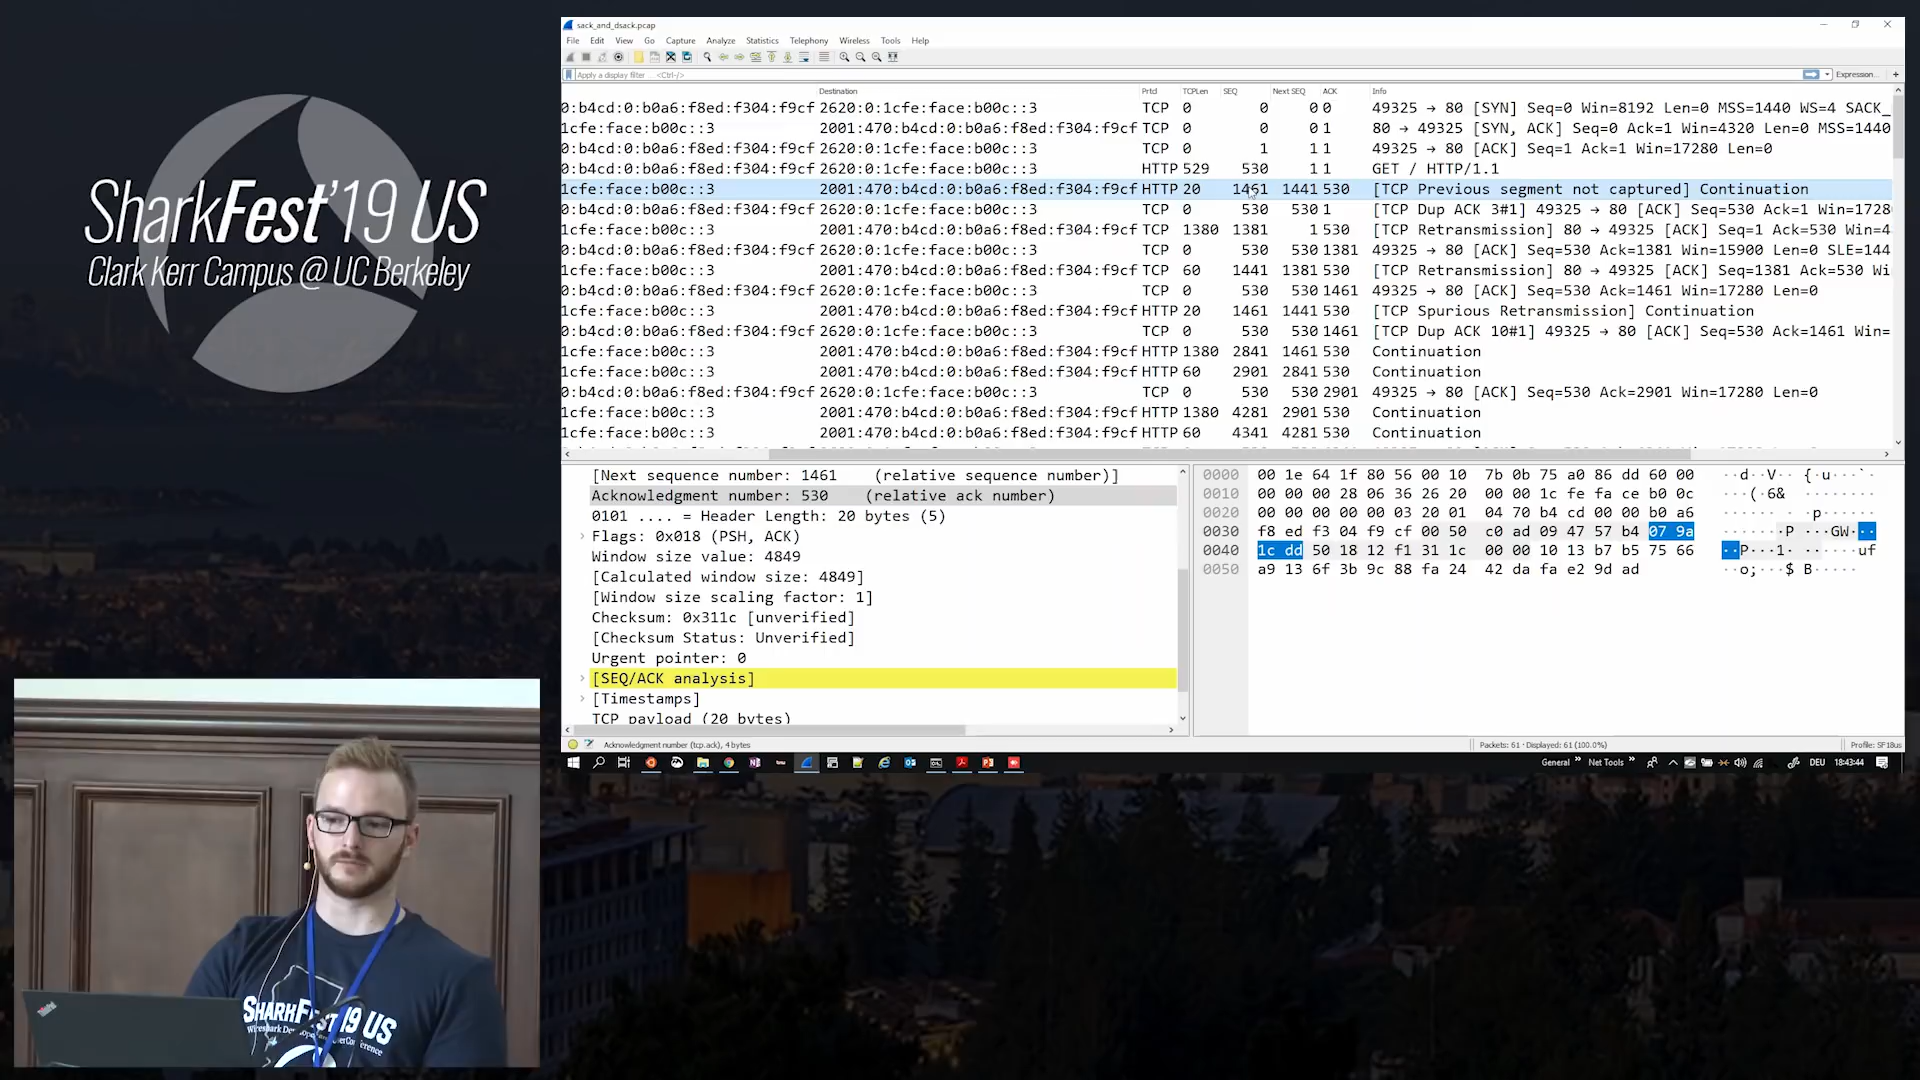 SharkFest'19 US
Clark Kerr Campus @ UC Berkeley
sack_and_dsack.pcap
File Edit View Go Capture Analyze Statistics Telephony Wireless Tools Help
Apply a display filter ... <Ctrl-/> Expression... +
Destination Prtcl TCPLen SEQ Next SEQ ACK Info
0:b4cd:0:b0a6:f8ed:f304:f9cf 2620:0:1cfe:face:b00c::3 TCP 0 0 0 0 49325 → 80 [SYN] Seq=0 Win=8192 Len=0 MSS=1440 WS=4 SACK_
1cfe:face:b00c::3 2001:470:b4cd:0:b0a6:f8ed:f304:f9cf TCP 0 0 0 1 80 → 49325 [SYN, ACK] Seq=0 Ack=1 Win=4320 Len=0 MSS=1440
0:b4cd:0:b0a6:f8ed:f304:f9cf 2620:0:1cfe:face:b00c::3 TCP 0 1 1 1 49325 → 80 [ACK] Seq=1 Ack=1 Win=17280 Len=0
0:b4cd:0:b0a6:f8ed:f304:f9cf 2620:0:1cfe:face:b00c::3 HTTP 529 530 1 1 GET / HTTP/1.1
1cfe:face:b00c::3 2001:470:b4cd:0:b0a6:f8ed:f304:f9cf HTTP 20 1461 1441 530 [TCP Previous segment not captured] Continuation
0:b4cd:0:b0a6:f8ed:f304:f9cf 2620:0:1cfe:face:b00c::3 TCP 0 530 530 1 [TCP Dup ACK 3#1] 49325 → 80 [ACK] Seq=530 Ack=1 Win=1728
1cfe:face:b00c::3 2001:470:b4cd:0:b0a6:f8ed:f304:f9cf TCP 1380 1381 1 530 [TCP Retransmission] 80 → 49325 [ACK] Seq=1 Ack=530 Win=4
0:b4cd:0:b0a6:f8ed:f304:f9cf 2620:0:1cfe:face:b00c::3 TCP 0 530 530 1381 49325 → 80 [ACK] Seq=530 Ack=1381 Win=15900 Len=0 SLE=144
1cfe:face:b00c::3 2001:470:b4cd:0:b0a6:f8ed:f304:f9cf TCP 60 1441 1381 530 [TCP Retransmission] 80 → 49325 [ACK] Seq=1381 Ack=530 Wi
0:b4cd:0:b0a6:f8ed:f304:f9cf 2620:0:1cfe:face:b00c::3 TCP 0 530 530 1461 49325 → 80 [ACK] Seq=530 Ack=1461 Win=17280 Len=0
1cfe:face:b00c::3 2001:470:b4cd:0:b0a6:f8ed:f304:f9cf HTTP 20 1461 1441 530 [TCP Spurious Retransmission] Continuation
0:b4cd:0:b0a6:f8ed:f304:f9cf 2620:0:1cfe:face:b00c::3 TCP 0 530 530 1461 [TCP Dup ACK 10#1] 49325 → 80 [ACK] Seq=530 Ack=1461 Win=
1cfe:face:b00c::3 2001:470:b4cd:0:b0a6:f8ed:f304:f9cf HTTP 1380 2841 1461 530 Continuation
1cfe:face:b00c::3 2001:470:b4cd:0:b0a6:f8ed:f304:f9cf HTTP 60 2901 2841 530 Continuation
0:b4cd:0:b0a6:f8ed:f304:f9cf 2620:0:1cfe:face:b00c::3 TCP 0 530 530 2901 49325 → 80 [ACK] Seq=530 Ack=2901 Win=17280 Len=0
1cfe:face:b00c::3 2001:470:b4cd:0:b0a6:f8ed:f304:f9cf HTTP 1380 4281 2901 530 Continuation
1cfe:face:b00c::3 2001:470:b4cd:0:b0a6:f8ed:f304:f9cf HTTP 60 4341 4281 530 Continuation
[Next sequence number: 1461 (relative sequence number)]
Acknowledgment number: 530 (relative ack number)
0101 .... = Header Length: 20 bytes (5)
Flags: 0x018 (PSH, ACK)
Window size value: 4849
[Calculated window size: 4849]
[Window size scaling factor: 1]
Checksum: 0x311c [unverified]
[Checksum Status: Unverified]
Urgent pointer: 0
[SEQ/ACK analysis]
[Timestamps]
TCP payload (20 bytes)
0000 00 1e 64 1f 80 56 00 10 7b 0b 75 a0 86 dd 60 00 ··d··V·· {·u···`·
0010 00 00 00 28 06 36 26 20 00 00 1c fe fa ce b0 0c
0020 00 00 00 00 00 03 20 01 04 70 b4 cd 00 00 b0 a6
0030 f8 ed f3 04 f9 cf 00 50 c0 ad 09 47 57 b4 07 9a
0040 1c dd 50 18 12 f1 31 1c 00 00 10 13 b7 b5 75 66
0050 a9 13 6f 3b 9c 88 fa 24 42 da fa e2 9d ad
Acknowledgment number (tcp.ack), 4 bytes Packets: 61 · Displayed: 61 (100.0%) Profile: SF18us
General » Net Tools » DEU 18:43:44
SHARKFEST'19 US